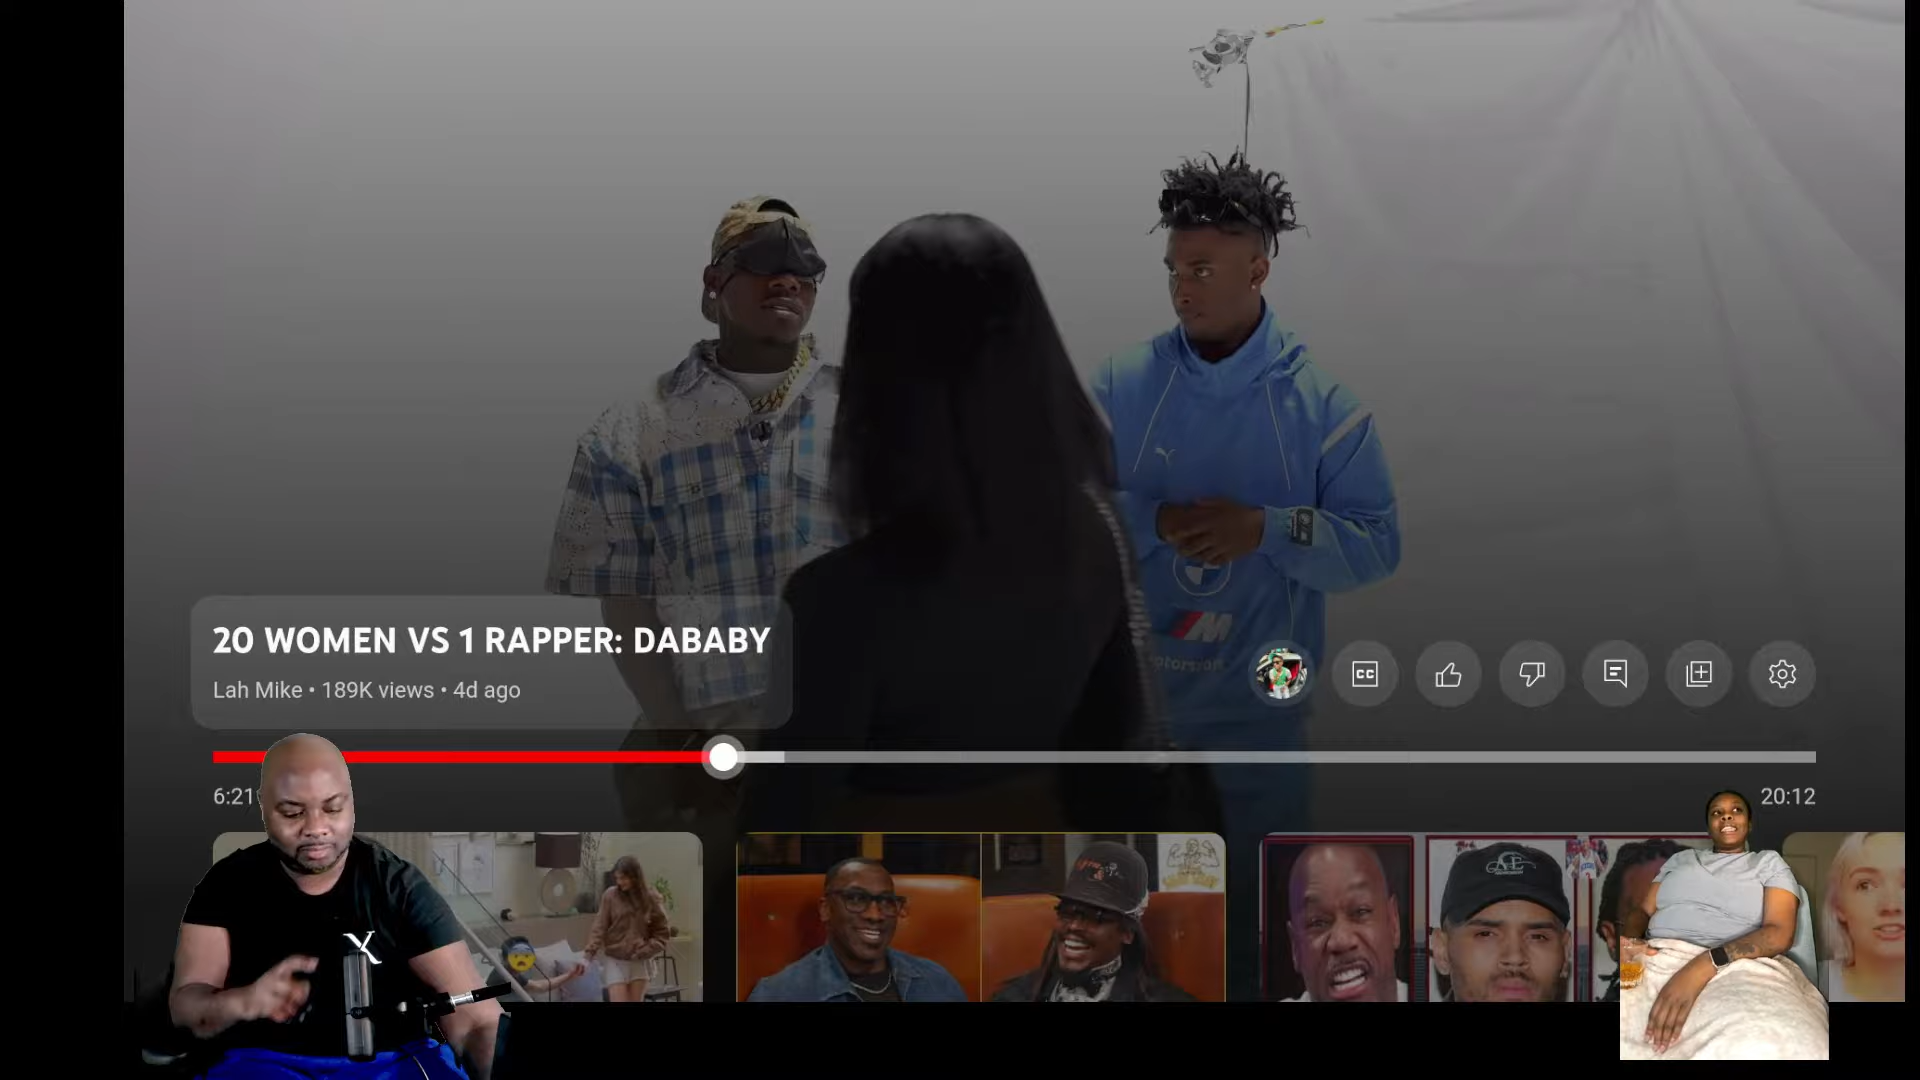 20 WOMEN VS 1 RAPPER: DABABY
Lah Mike • 189K views • 4d ago
CC
6:21
20:12